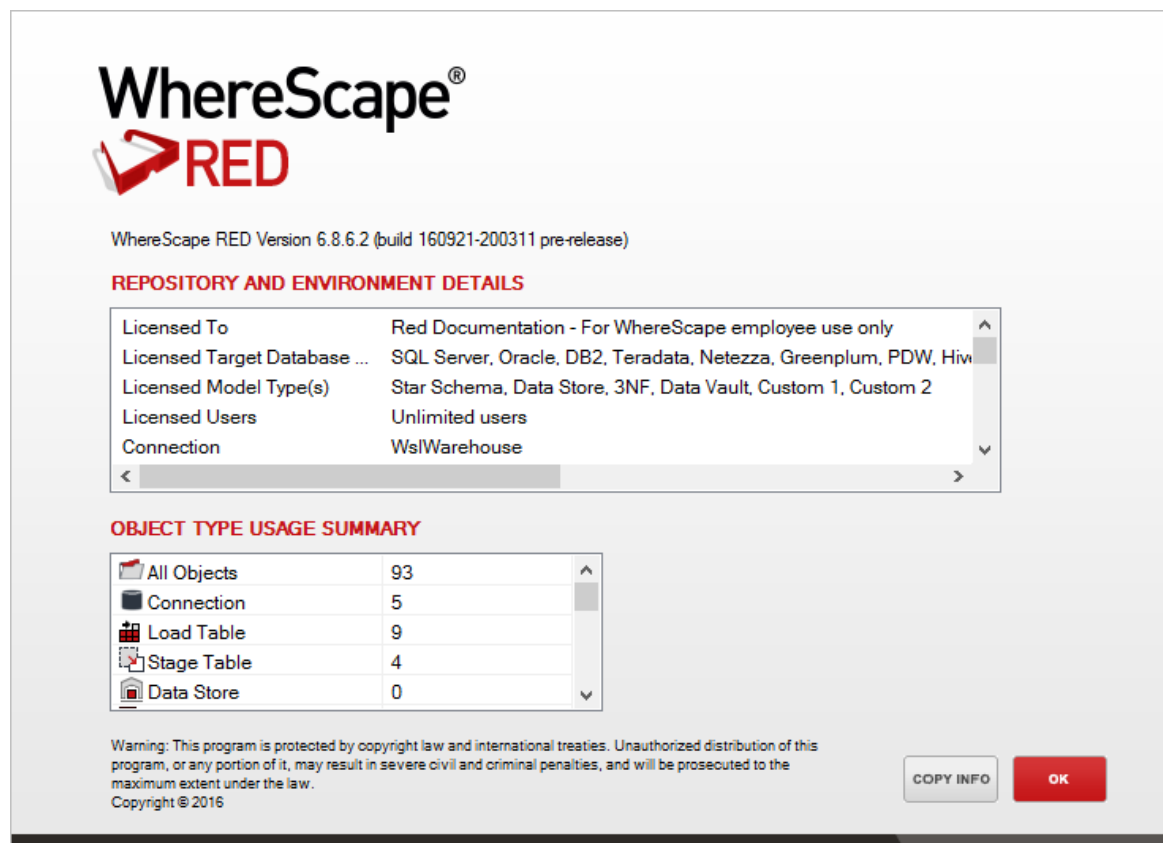 WhereScape®
RED
WhereScape RED Version 6.8.6.2 (build 160921-200311 pre-release)
REPOSITORY AND ENVIRONMENT DETAILS
Licensed To Red Documentation - For WhereScape employee use only
Licensed Target Database ... SQL Server, Oracle, DB2, Teradata, Netezza, Greenplum, PDW, Hiv
Licensed Model Type(s) Star Schema, Data Store, 3NF, Data Vault, Custom 1, Custom 2
Licensed Users Unlimited users
Connection WslWarehouse
OBJECT TYPE USAGE SUMMARY
All Objects 93
Connection 5
Load Table 9
Stage Table 4
Data Store 0
Warning: This program is protected by copyright law and international treaties. Unauthorized distribution of this
program, or any portion of it, may result in severe civil and criminal penalties, and will be prosecuted to the
maximum extent under the law.
Copyright © 2016
COPY INFO OK